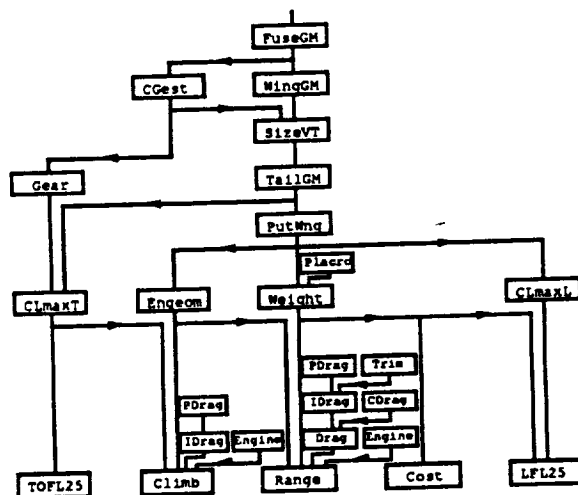 FuseGM
CGest
WingGM
SizeVT
Gear
TailGM
PutWng
Placrd
CLmaxT
Engeom
Weight
CLmaxL
PDrag
Trim
PDrag
IDrag
CDrag
IDrag
Engine
Drag
Engine
TOFL25
Climb
Range
Cost
LFL25